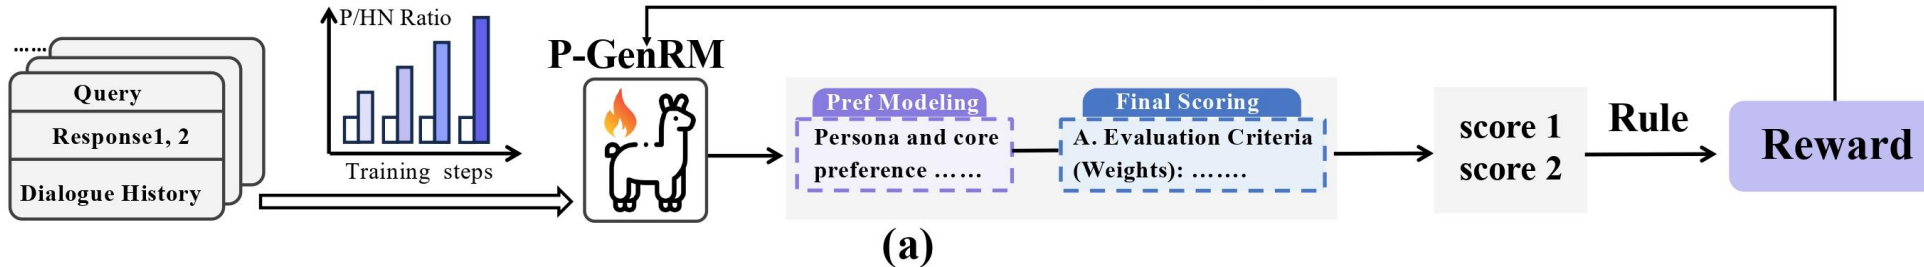 ……
Query
Response1, 2
Dialogue History
P/HN Ratio
Training steps
P-GenRM
Pref Modeling
Persona and core
preference ……
Final Scoring
A. Evaluation Criteria
(Weights): …….
score 1
score 2
Rule
Reward
(a)